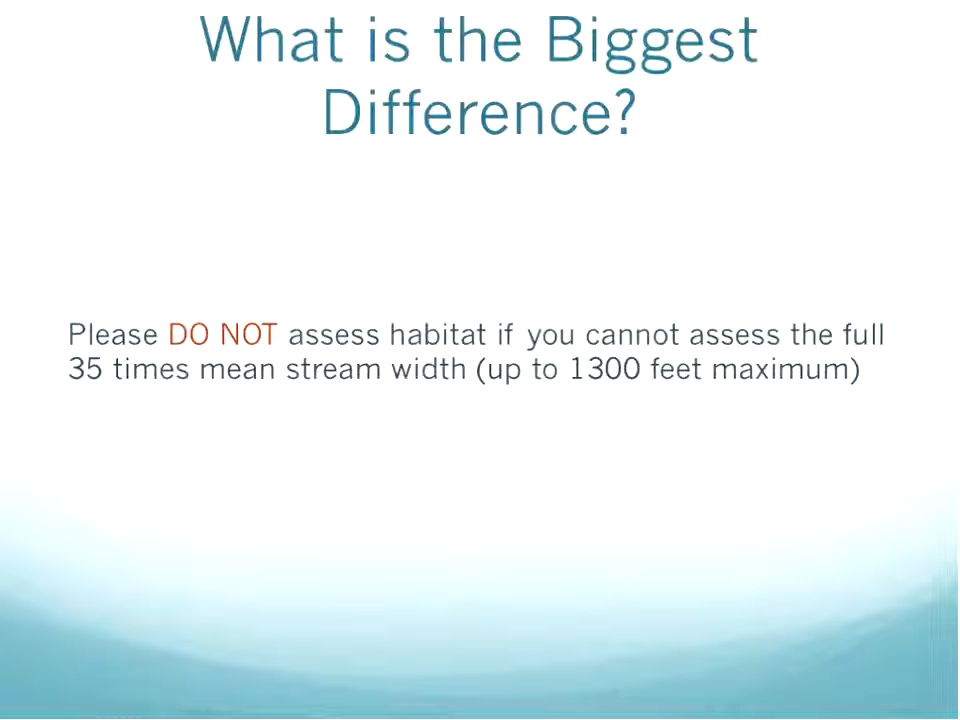 What is the Biggest
Difference?
Please DO NOT assess habitat if you cannot assess the full
35 times mean stream width (up to 1300 feet maximum)